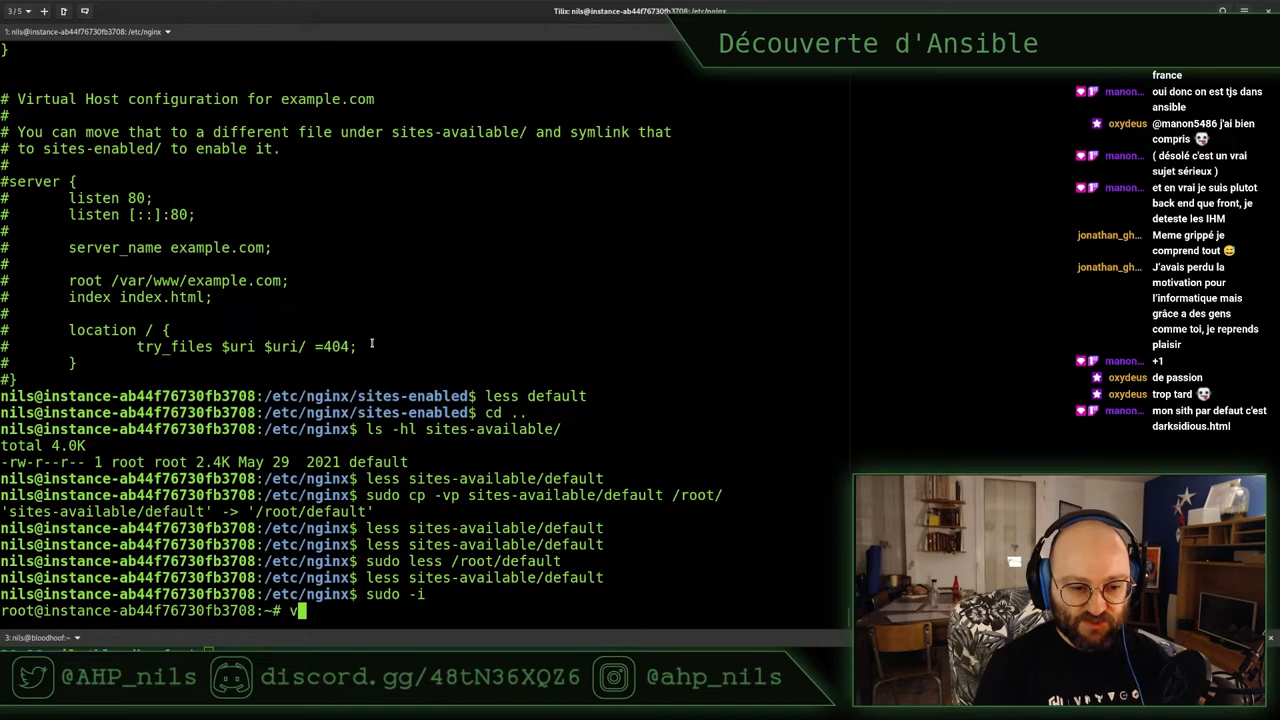 3/5
Tilix: nils@instance-ab44f76730fb3708: /etc/nginx
1: nils@instance-ab44f76730fb3708: /etc/nginx
Découverte d'Ansible
}
# Virtual Host configuration for example.com
#
# You can move that to a different file under sites-available/ and symlink that
# to sites-enabled/ to enable it.
#
#server {
#       listen 80;
#       listen [::]:80;
#
#       server_name example.com;
#
#       root /var/www/example.com;
#       index index.html;
#
#       location / {
#               try_files $uri $uri/ =404;
#       }
#}
nils@instance-ab44f76730fb3708:/etc/nginx/sites-enabled$ less default
nils@instance-ab44f76730fb3708:/etc/nginx/sites-enabled$ cd ..
nils@instance-ab44f76730fb3708:/etc/nginx$ ls -hl sites-available/
total 4.0K
-rw-r--r-- 1 root root 2.4K May 29  2021 default
nils@instance-ab44f76730fb3708:/etc/nginx$ less sites-available/default
nils@instance-ab44f76730fb3708:/etc/nginx$ sudo cp -vp sites-available/default /root/
'sites-available/default' -> '/root/default'
nils@instance-ab44f76730fb3708:/etc/nginx$ less sites-available/default
nils@instance-ab44f76730fb3708:/etc/nginx$ less sites-available/default
nils@instance-ab44f76730fb3708:/etc/nginx$ sudo less /root/default
nils@instance-ab44f76730fb3708:/etc/nginx$ less sites-available/default
nils@instance-ab44f76730fb3708:/etc/nginx$ sudo -i
root@instance-ab44f76730fb3708:~# v
3: nils@bloodhoof:~
france
manon... oui donc on est tjs dans
ansible
oxydeus @manon5486 j'ai bien
compris
manon... ( désolé c'est un vrai
sujet sérieux )
manon... et en vrai je suis plutot
back end que front, je
deteste les IHM
jonathan_gh... Meme grippé je
comprend tout
jonathan_gh... J'avais perdu la
motivation pour
l'informatique mais
grâce a des gens
comme toi, je reprends
plaisir
manon... +1
oxydeus de passion
oxydeus trop tard
manon... mon sith par defaut c'est
darksidious.html
@AHP_nils
discord.gg/48tN36XQZ6
@ahp_nils